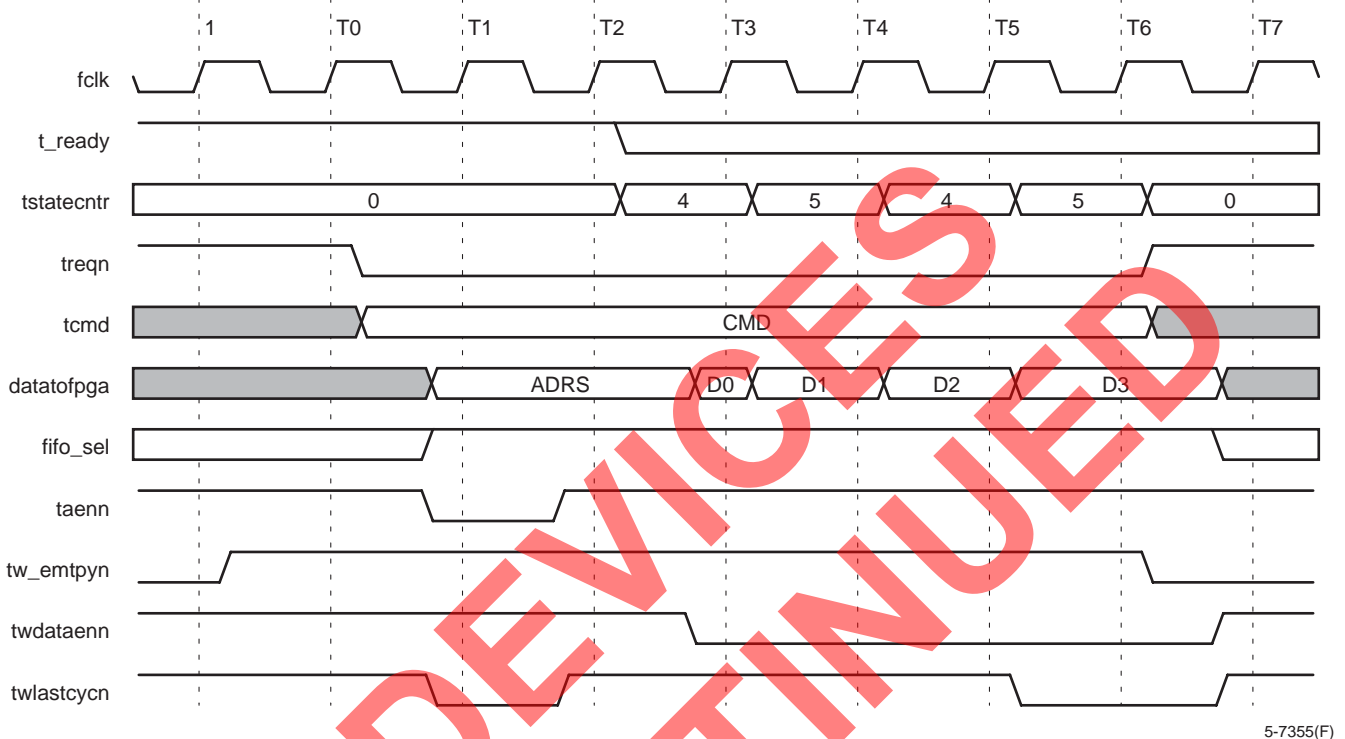 1 T0 T1 T2 T3 T4 T5 T6 T7
fclk
t_ready
tstatecntr 0 4 5 4 5 0
treqn
tcmd CMD
datatofpga ADRS D0 D1 D2 D3
fifo_sel
taenn
tw_emtpyn
twdataenn
twlastcycn
5-7355(F)
DEVICES
TINUED